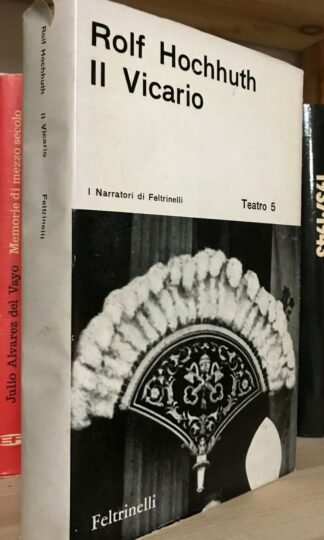 Rolf Hochhuth
Il Vicario
I Narratori di Feltrinelli
Teatro 5
Feltrinelli
Rolf Hochhuth Il Vicario Feltrinelli
Julio Alvarez del Vayo Memorie di mezzo secolo
1943